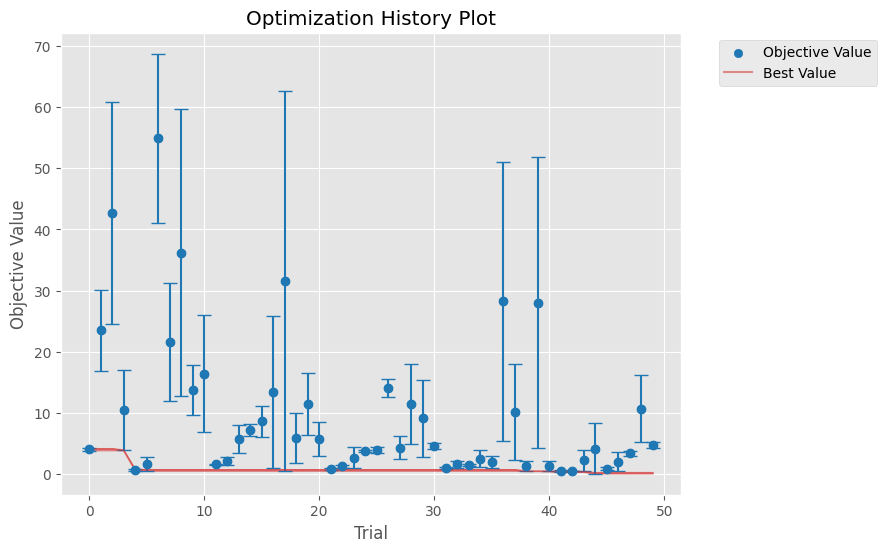 Optimization History Plot
Objective Value
Best Value
70
60
50
40
30
20
10
0
Objective Value
0 10 20 30 40 50
Trial